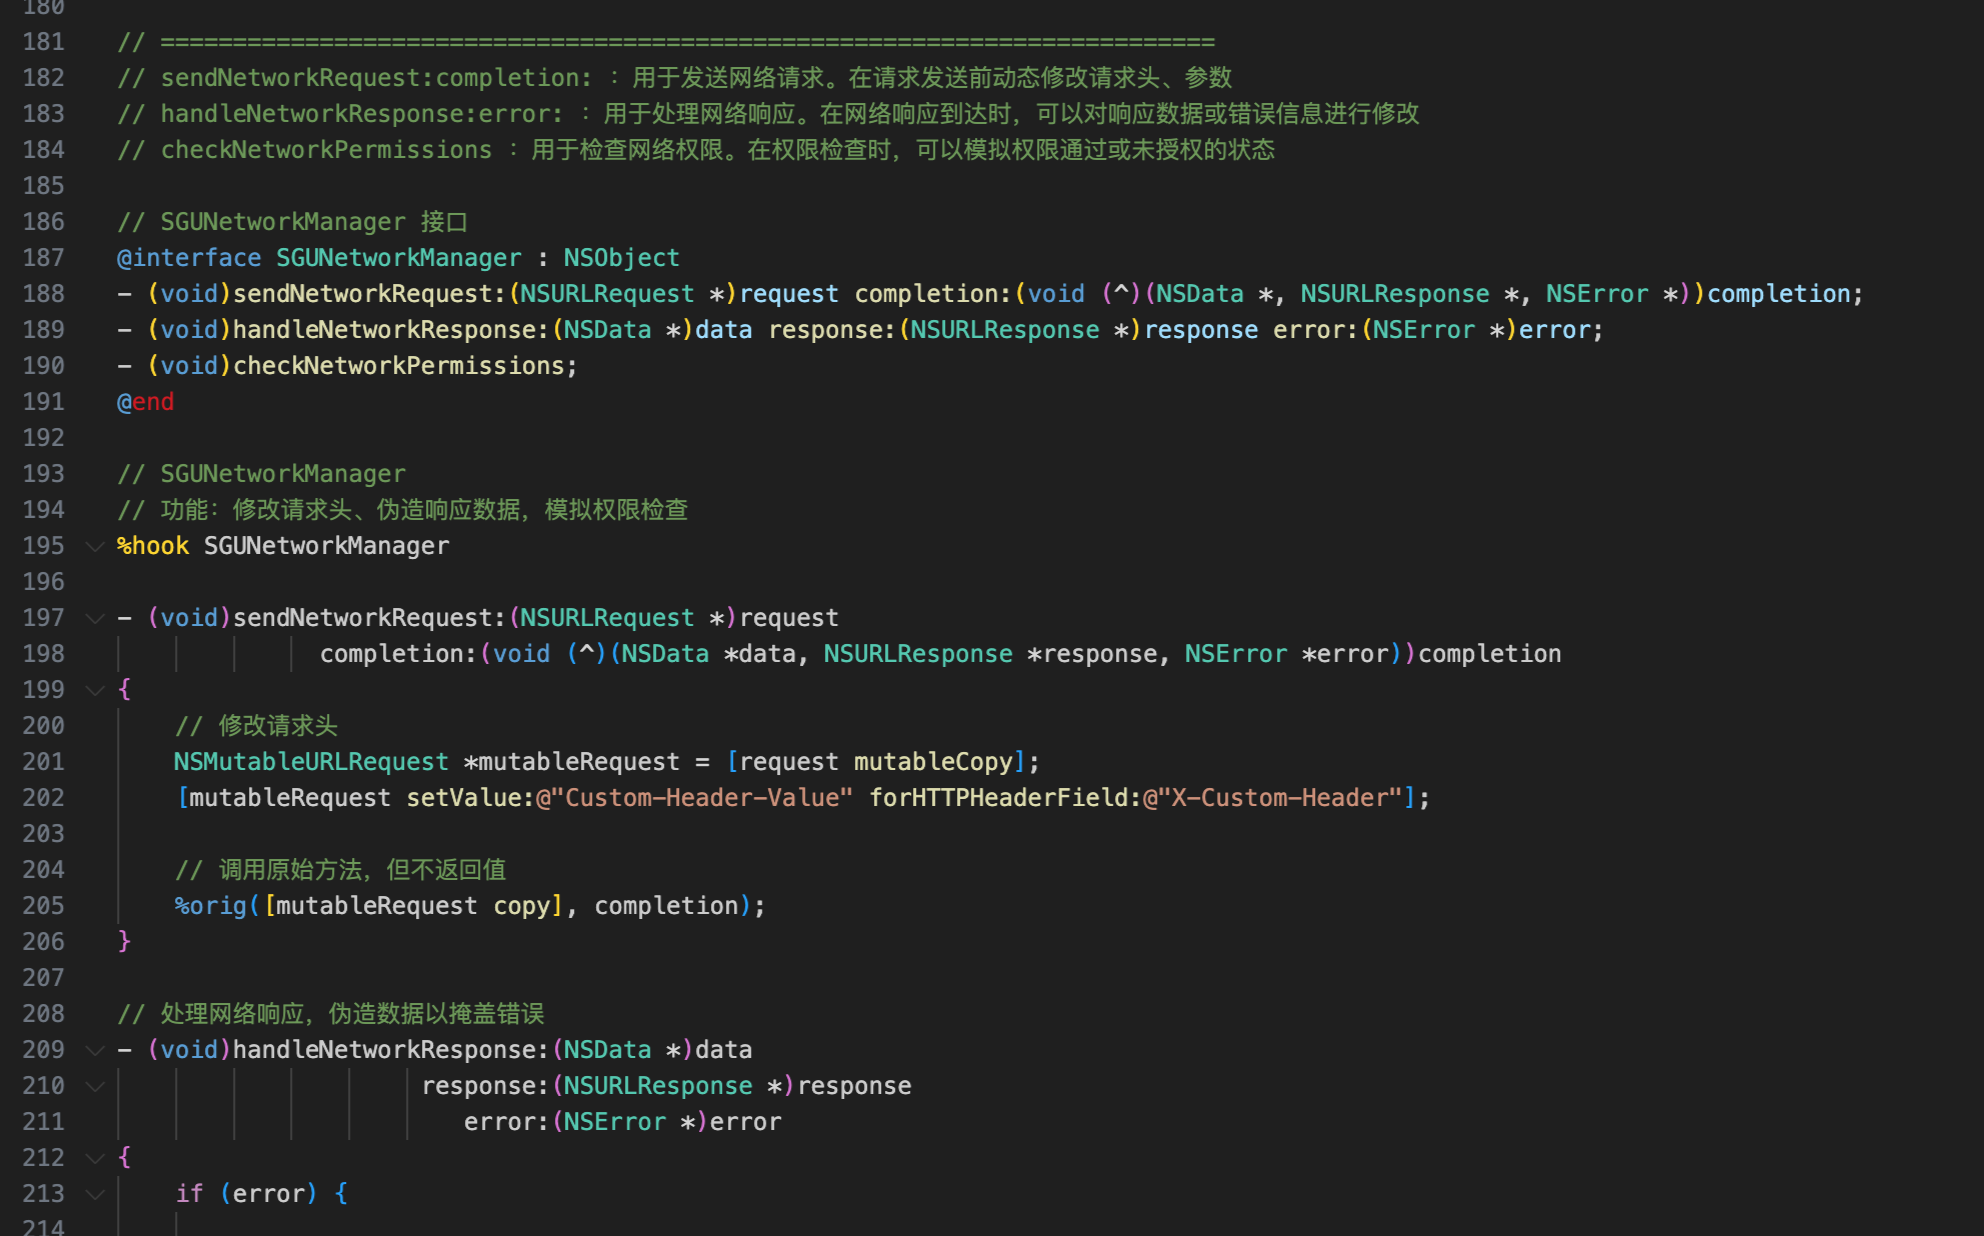 180
181 // =========================================================================
182 // sendNetworkRequest:completion: ：用于发送网络请求。在请求发送前动态修改请求头、参数
183 // handleNetworkResponse:error: ：用于处理网络响应。在网络响应到达时，可以对响应数据或错误信息进行修改
184 // checkNetworkPermissions ：用于检查网络权限。在权限检查时，可以模拟权限通过或未授权的状态
185
186 // SGUNetworkManager 接口
187 @interface SGUNetworkManager : NSObject
188 - (void)sendNetworkRequest:(NSURLRequest *)request completion:(void (^)(NSData *, NSURLResponse *, NSError *))completion;
189 - (void)handleNetworkResponse:(NSData *)data response:(NSURLResponse *)response error:(NSError *)error;
190 - (void)checkNetworkPermissions;
191 @end
192
193 // SGUNetworkManager
194 // 功能：修改请求头、伪造响应数据，模拟权限检查
195 %hook SGUNetworkManager
196
197 - (void)sendNetworkRequest:(NSURLRequest *)request
198 completion:(void (^)(NSData *data, NSURLResponse *response, NSError *error))completion
199 {
200 // 修改请求头
201 NSMutableURLRequest *mutableRequest = [request mutableCopy];
202 [mutableRequest setValue:@"Custom-Header-Value" forHTTPHeaderField:@"X-Custom-Header"];
203
204 // 调用原始方法，但不返回值
205 %orig([mutableRequest copy], completion);
206 }
207
208 // 处理网络响应，伪造数据以掩盖错误
209 - (void)handleNetworkResponse:(NSData *)data
210 response:(NSURLResponse *)response
211 error:(NSError *)error
212 {
213 if (error) {
214